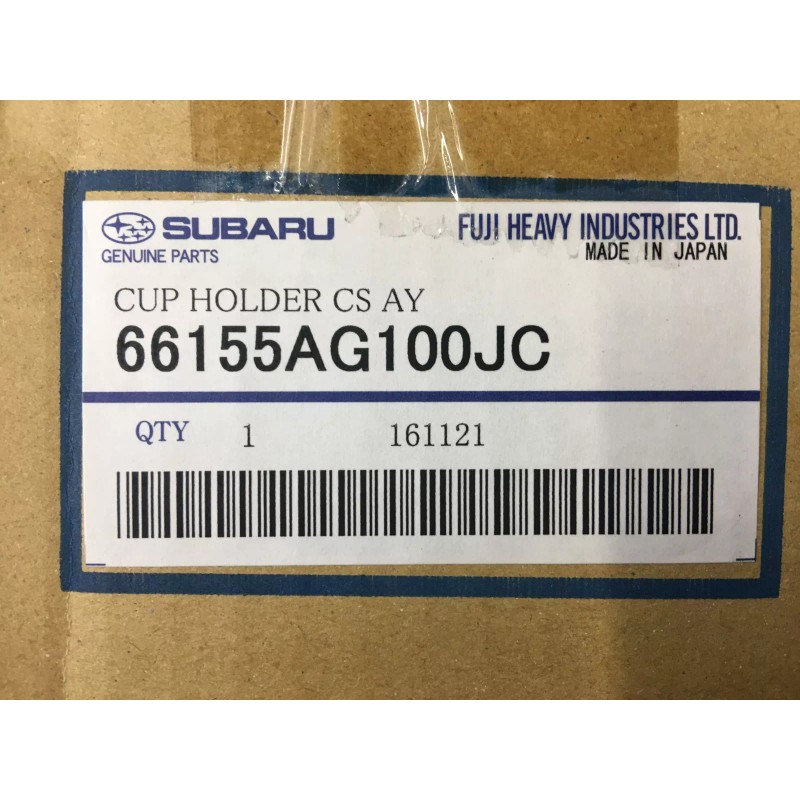 SUBARU FUJI HEAVY INDUSTRIES LTD.
GENUINE PARTS MADE IN JAPAN
CUP HOLDER CS AY
66155AG100JC
QTY 1 161121